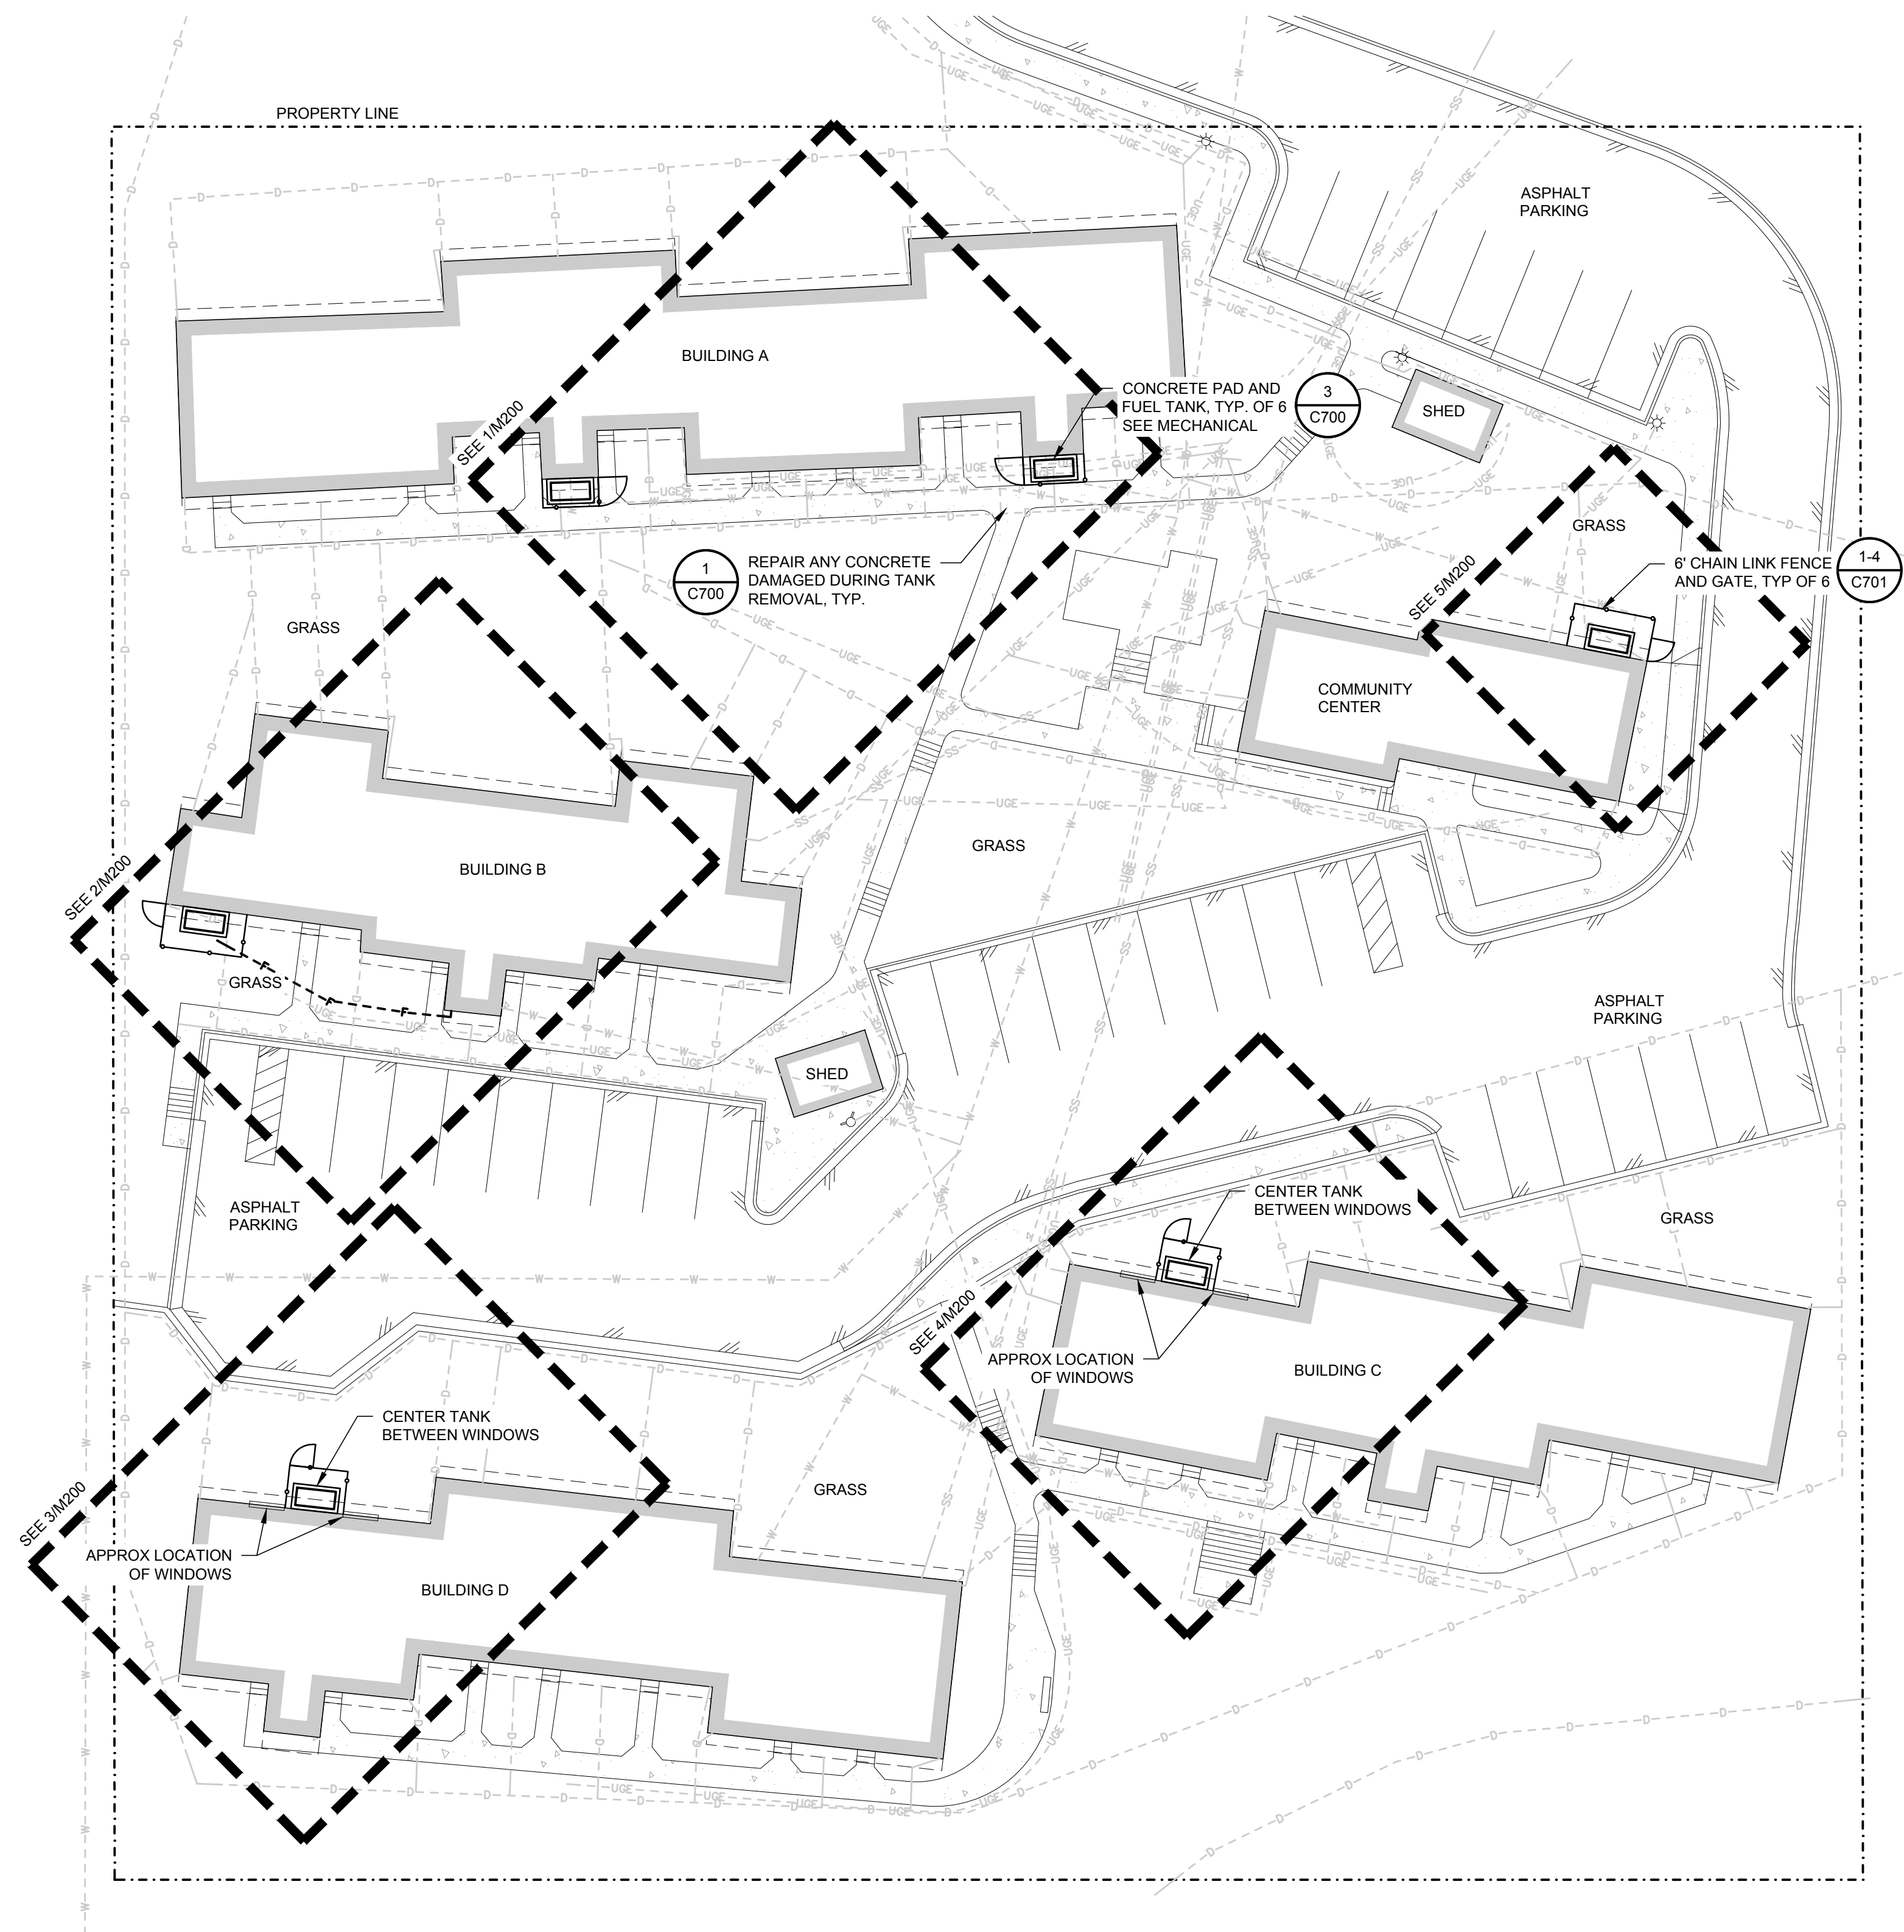 PROPERTY LINE
ASPHALT
PARKING
BUILDING A
CONCRETE PAD AND
FUEL TANK, TYP. OF 6
SEE MECHANICAL
3
C700
SHED
SEE 1/M200
GRASS
1
C700
REPAIR ANY CONCRETE
DAMAGED DURING TANK
REMOVAL, TYP.
6' CHAIN LINK FENCE
AND GATE, TYP OF 6
1-4
C701
SEE 5/M200
GRASS
COMMUNITY
CENTER
GRASS
BUILDING B
SEE 2/M200
GRASS
F
F
F
ASPHALT
PARKING
SHED
ASPHALT
PARKING
CENTER TANK
BETWEEN WINDOWS
GRASS
SEE 4/M200
APPROX LOCATION
OF WINDOWS
BUILDING C
CENTER TANK
BETWEEN WINDOWS
GRASS
SEE 3/M200
APPROX LOCATION
OF WINDOWS
BUILDING D